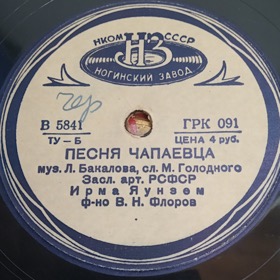 НКОМ СССР
НЗ
НОГИНСКИЙ ЗАВОД
чер
В 5841 ГРК 091
ТУ-Б ЦЕНА 4 руб.
ПЕСНЯ ЧАПАЕВЦА
муз. Л. Бакалова, сл. М. Голодного
Засл. арт. РСФСР
Ирма Яунзем
ф-но В. Н. Флоров